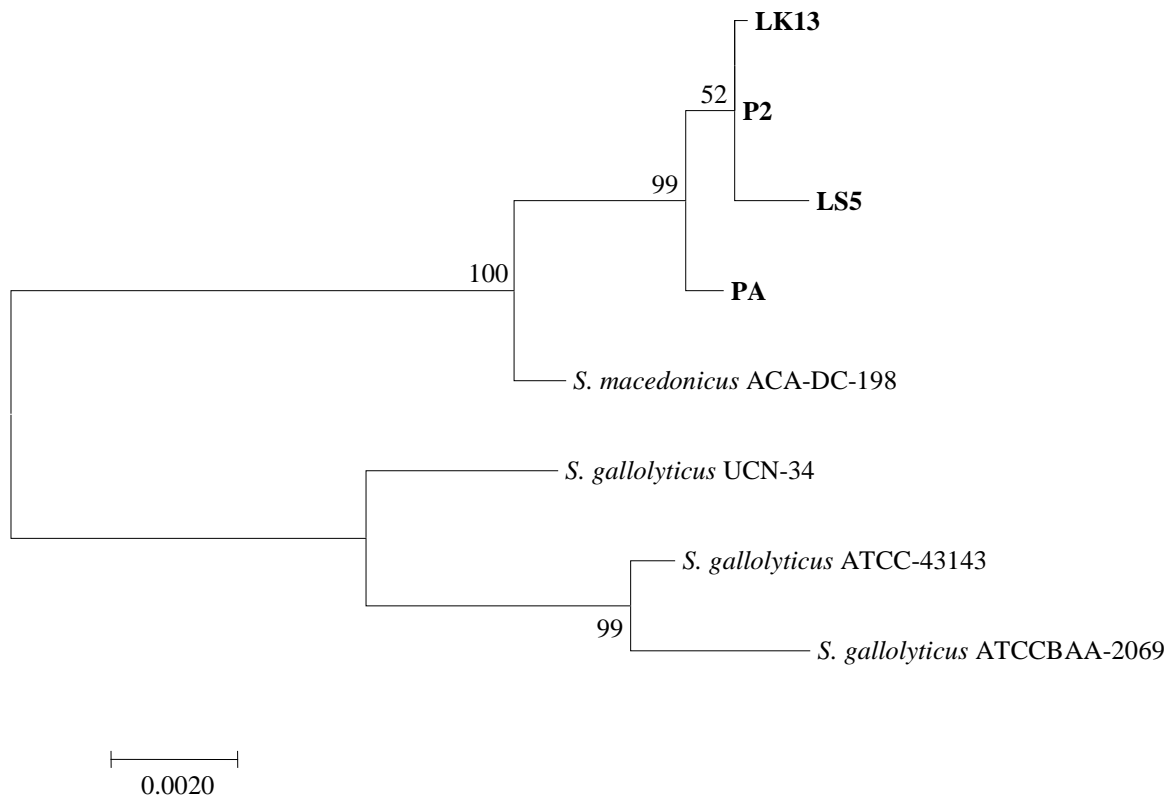 LK13
52
P2
99
LS5
100
PA
S. macedonicus ACA-DC-198
S. gallolyticus UCN-34
S. gallolyticus ATCC-43143
99
S. gallolyticus ATCCBAA-2069
0.0020